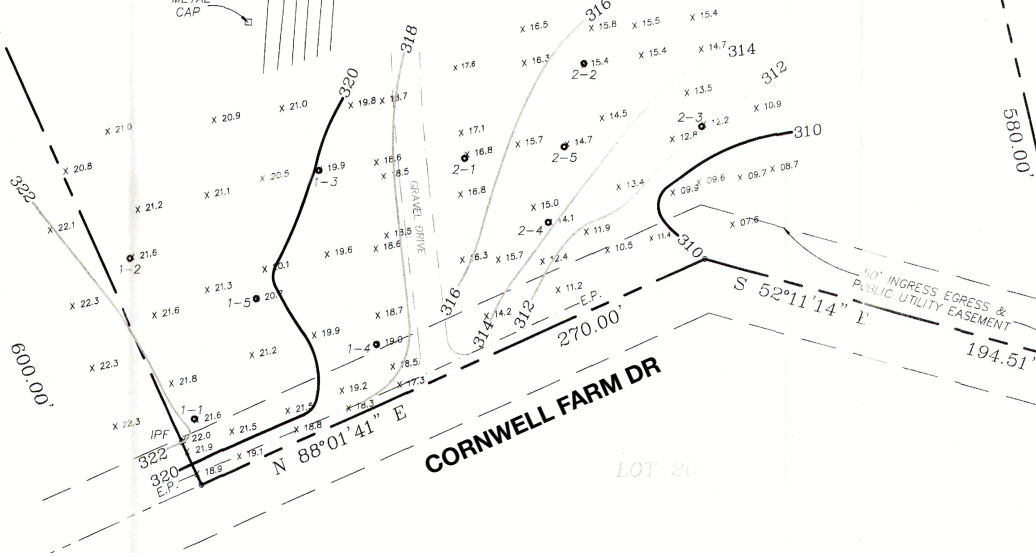 METAL
CAP
318
316
x 16.5
x 15.8
x 15.5
x 15.4
320
x 17.6
x 16.3
15.4
2-2
x 15.4
x 14.7
314
312
x 21.0
x 20.9
x 21.0
x 19.8
x 18.7
x 13.5
x 10.9
580.00'
x 17.1
x 14.5
2-3
12.2
x 12.8
310
x 20.8
x 21.1
x 20.5
19.9
1-3
x 18.6
x 18.5
16.8
2-1
x 15.7
14.7
2-5
322
x 21.2
x 16.8
x 13.4
x 09.9
x 09.6
x 09.7
x 08.7
GRAVEL DRIVE
x 22.1
x 15.0
14.1
2-4
x 11.9
x 07.6
21.6
1-2
x 20.1
x 19.6
x 18.5
x 18.6
x 16.3
x 15.7
x 12.4
x 10.5
x 11.4
310
x 22.3
x 21.6
x 21.3
20.7
1-5
x 18.7
316
x 14.2
314
312
x 11.2
E.P.
50' INGRESS EGRESS &
PUBLIC UTILITY EASEMENT
S 52°11'14" E
194.51'
600.00'
x 22.3
x 21.8
x 21.2
x 19.9
1-4
19.0
x 18.5
x 17.3
270.00'
x 22.3
1-1
21.6
IPF
22.0
x 21.9
x 21.5
x 21.5
x 19.2
x 18.3
x 18.8
322
320
E.P.
x 18.9
x 19.1
N 88°01'41" E
CORNWELL FARM DR
LOT 20